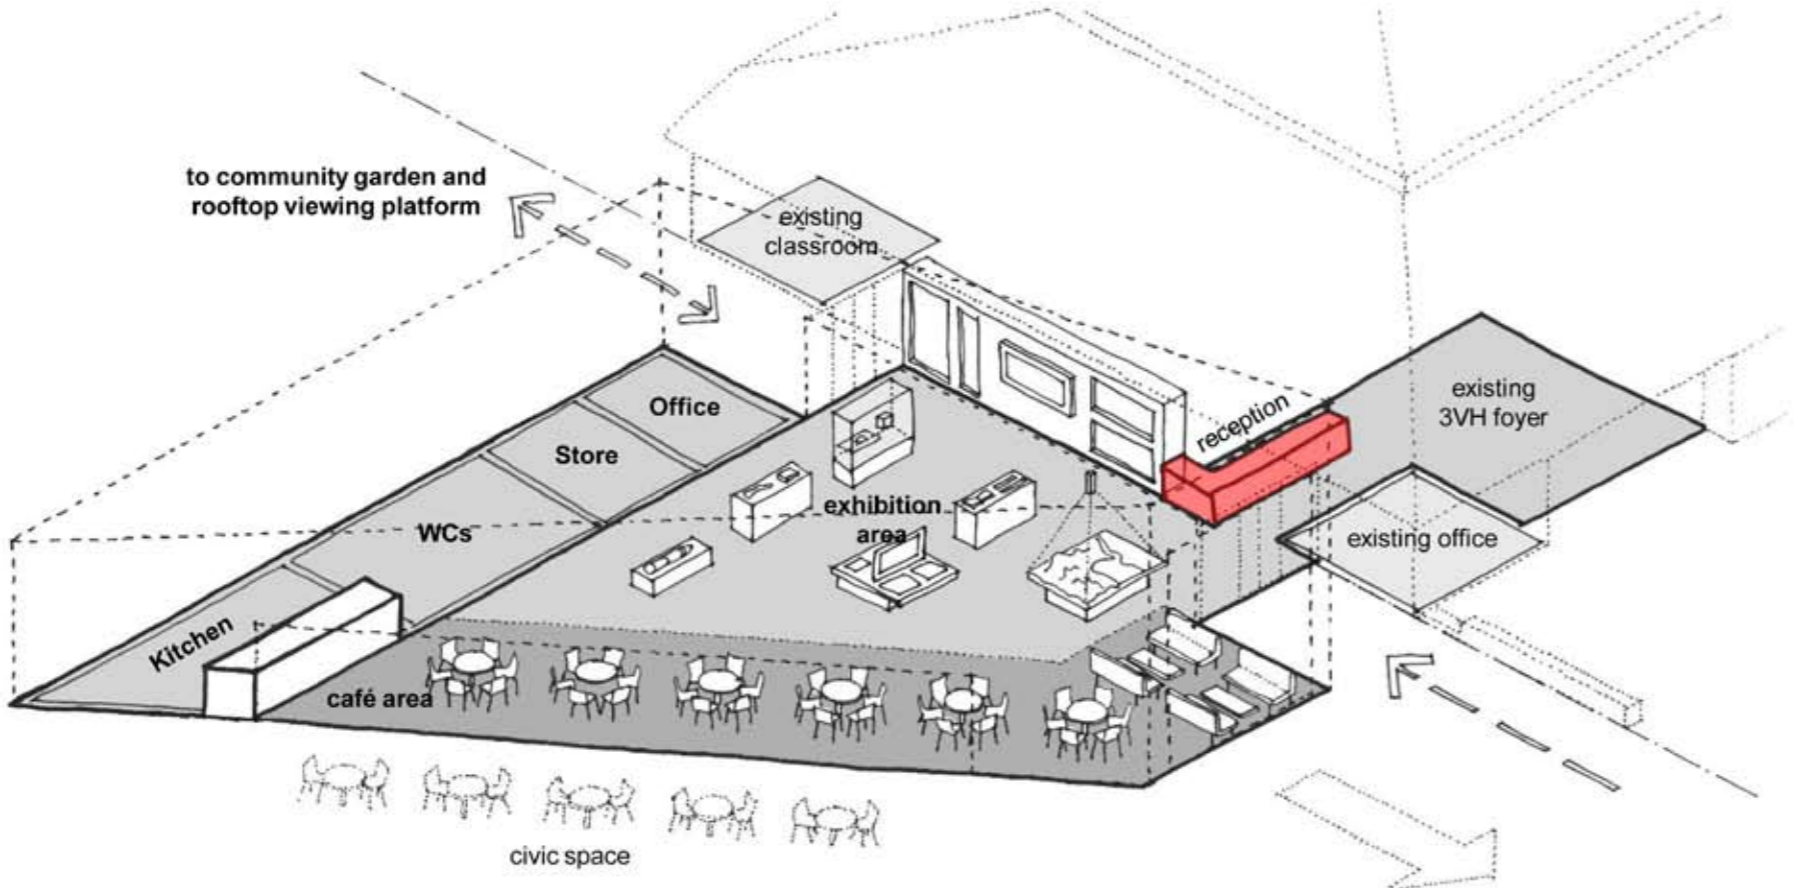 to community garden and
rooftop viewing platform
existing
classroom
Office
Store
WCs
Kitchen
exhibition
area
reception
existing
3VH foyer
existing office
café area
civic space